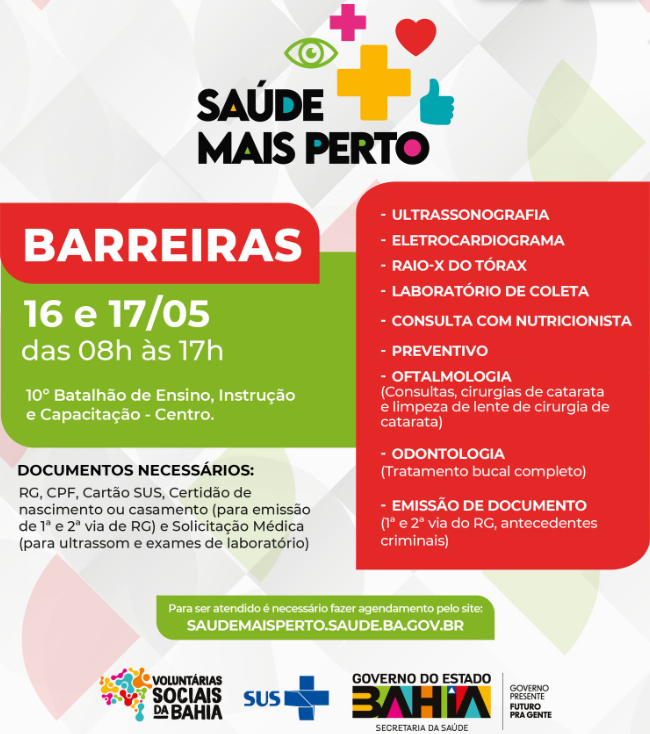 SAÚDE
MAIS PERTO
BARREIRAS
16 e 17/05
das 08h às 17h
10º Batalhão de Ensino, Instrução
e Capacitação - Centro.
DOCUMENTOS NECESSÁRIOS:
RG, CPF, Cartão SUS, Certidão de
nascimento ou casamento (para emissão
de 1ª e 2ª via de RG) e Solicitação Médica
(para ultrassom e exames de laboratório)
- ULTRASSONOGRAFIA
- ELETROCARDIOGRAMA
- RAIO-X DO TÓRAX
- LABORATÓRIO DE COLETA
- CONSULTA COM NUTRICIONISTA
- PREVENTIVO
- OFTALMOLOGIA
(Consultas, cirurgias de catarata
e limpeza de lente de cirurgia de
catarata)
- ODONTOLOGIA
(Tratamento bucal completo)
- EMISSÃO DE DOCUMENTO
(1ª e 2ª via do RG, antecedentes
criminais)
Para ser atendido é necessário fazer agendamento pelo site:
SAUDEMAISPERTO.SAUDE.BA.GOV.BR
VOLUNTÁRIAS
SOCIAIS
DA BAHIA
SUS
GOVERNO DO ESTADO
BAHIA
SECRETARIA DA SAÚDE
GOVERNO
PRESENTE
FUTURO
PRA GENTE